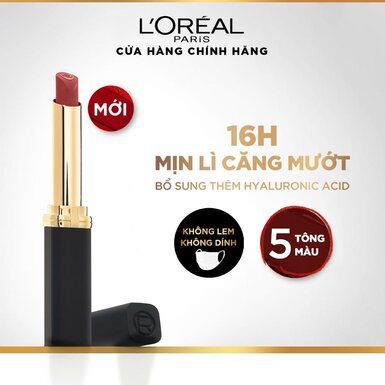 L'ORÉAL
PARIS
CỬA HÀNG CHÍNH HÃNG
MỚI
16H
MỊN LÌ CĂNG MƯỚT
BỔ SUNG THÊM HYALURONIC ACID
KHÔNG LEM
KHÔNG DÍNH
5 TÔNG
MÀU